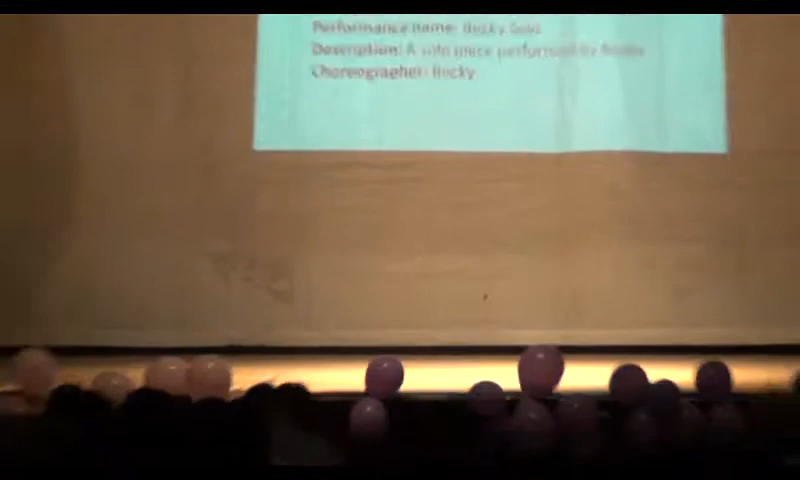 Performance name: Becky Solo
Description: A solo piece performed by Becky
Choreographer: Becky